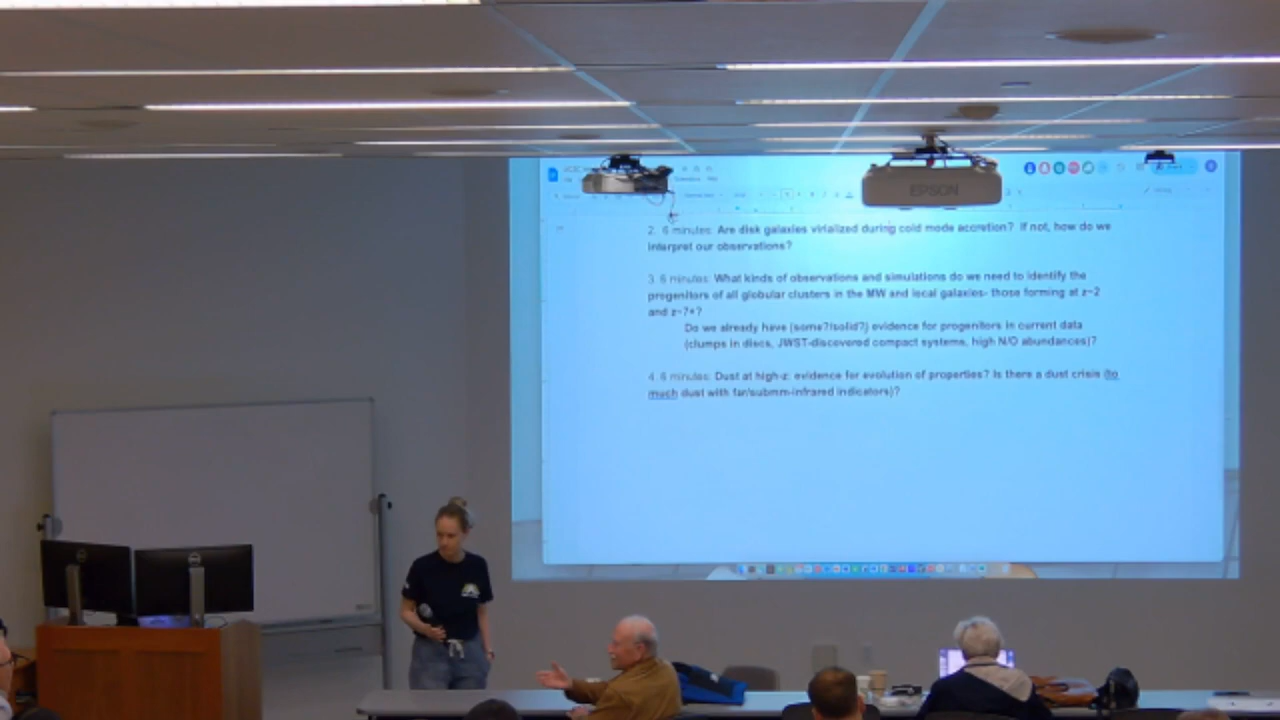 EPSON
2. 6 minutes: Are disk galaxies virialized during cold mode accretion? If not, how do we
interpret our observations?
3. 6 minutes: What kinds of observations and simulations do we need to identify the
progenitors of all globular clusters in the MW and local galaxies- those forming at z~2
and z~7+?
Do we already have (some?/solid?) evidence for progenitors in current data
(clumps in discs, JWST-discovered compact systems, high N/O abundances)?
4. 6 minutes: Dust at high-z: evidence for evolution of properties? Is there a dust crisis (to
much dust with far/submm-infrared indicators)?